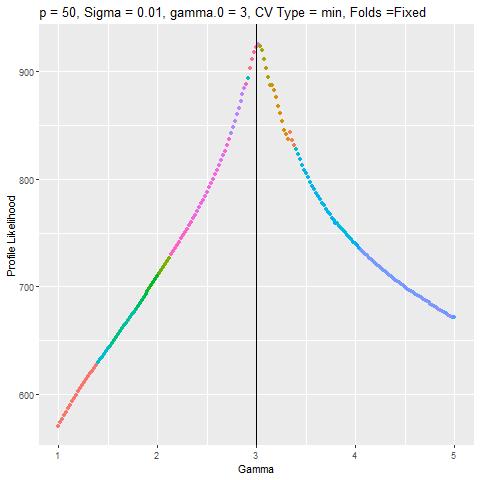 p = 50, Sigma = 0.01, gamma.0 = 3, CV Type = min, Folds =Fixed
900
800
700
600
Profile Likelihood
1 2 3 4 5
Gamma